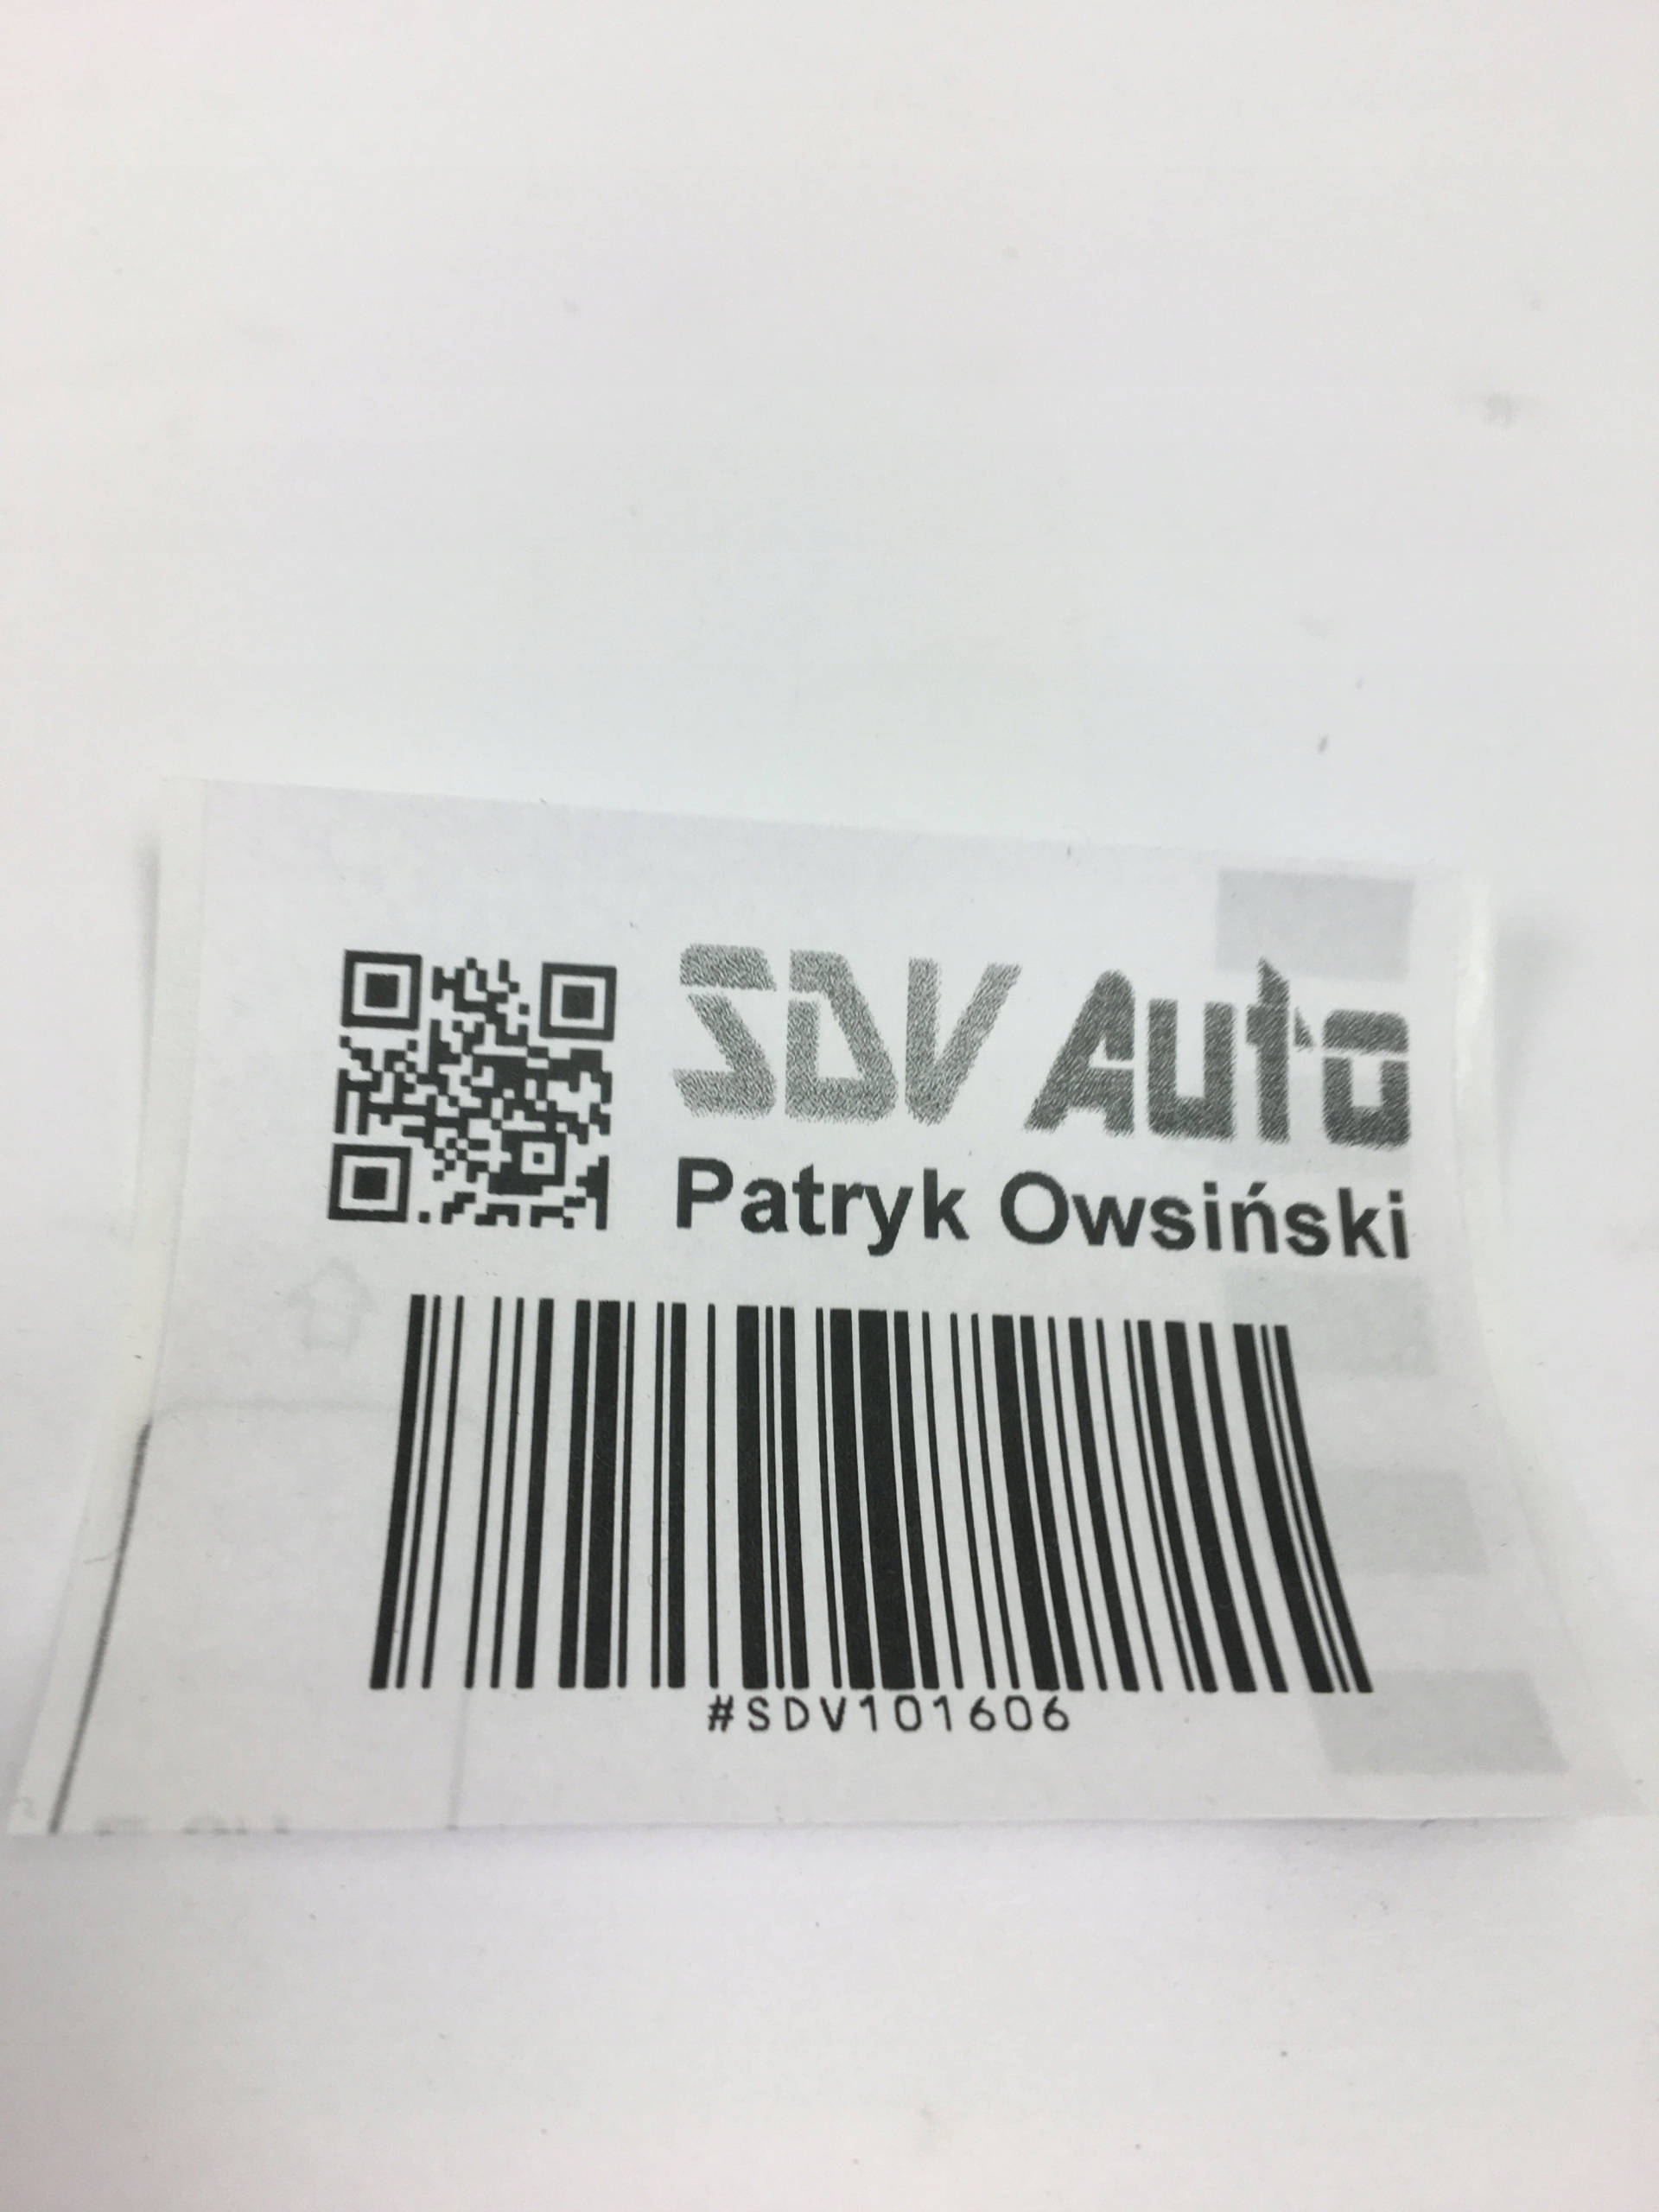 SDV Auto
Patryk Owsiński
#SDV101606